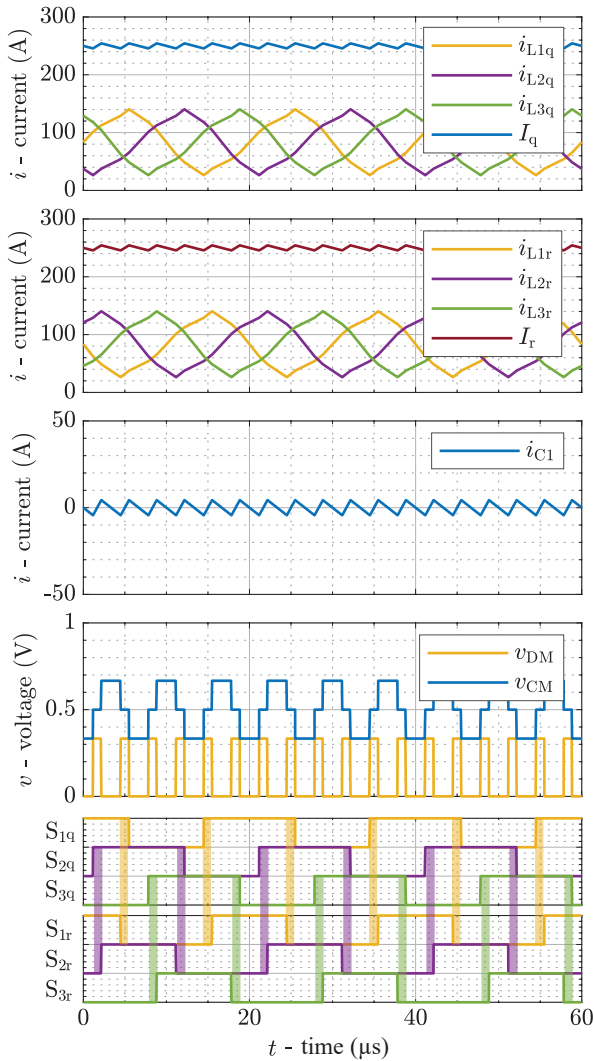 300
200
100
0
i - current (A)
i_L1q
i_L2q
i_L3q
I_q
300
200
100
0
i - current (A)
i_L1r
i_L2r
i_L3r
I_r
50
0
-50
i - current (A)
i_C1
1
0.5
0
v - voltage (V)
v_DM
v_CM
S_1q
S_2q
S_3q
S_1r
S_2r
S_3r
0 20 40 60
t - time (μs)